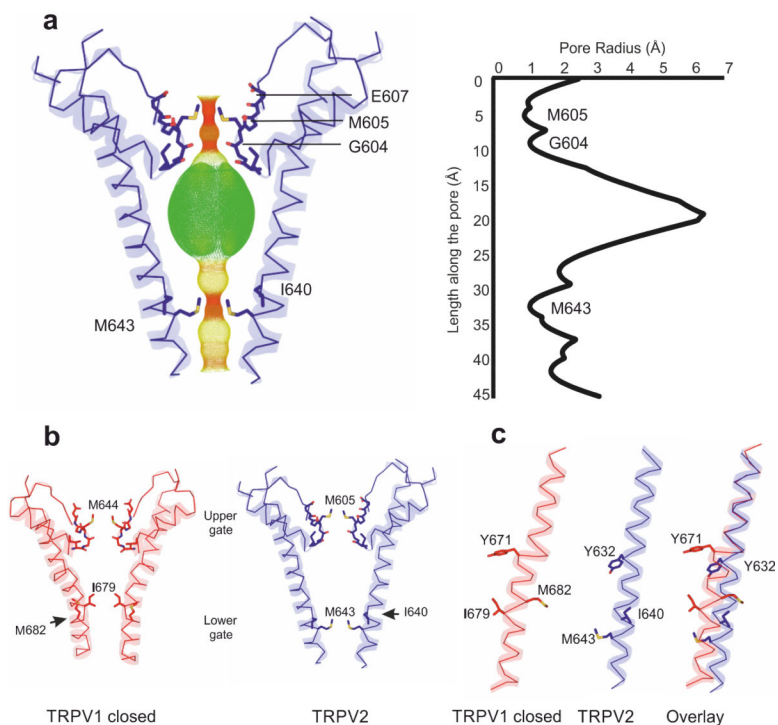 a
E607
M605
G604
I640
M643
Pore Radius (Å)
0 1 2 3 4 5 6 7
Length along the pore (Å)
0
5
10
15
20
25
30
35
40
45
M605
G604
M643
b
M644
I679
M682
TRPV1 closed
Upper
gate
Lower
gate
M605
M643
I640
TRPV2
c
Y671
I679
M682
TRPV1 closed
Y632
I640
M643
TRPV2
Y671
Y632
Overlay